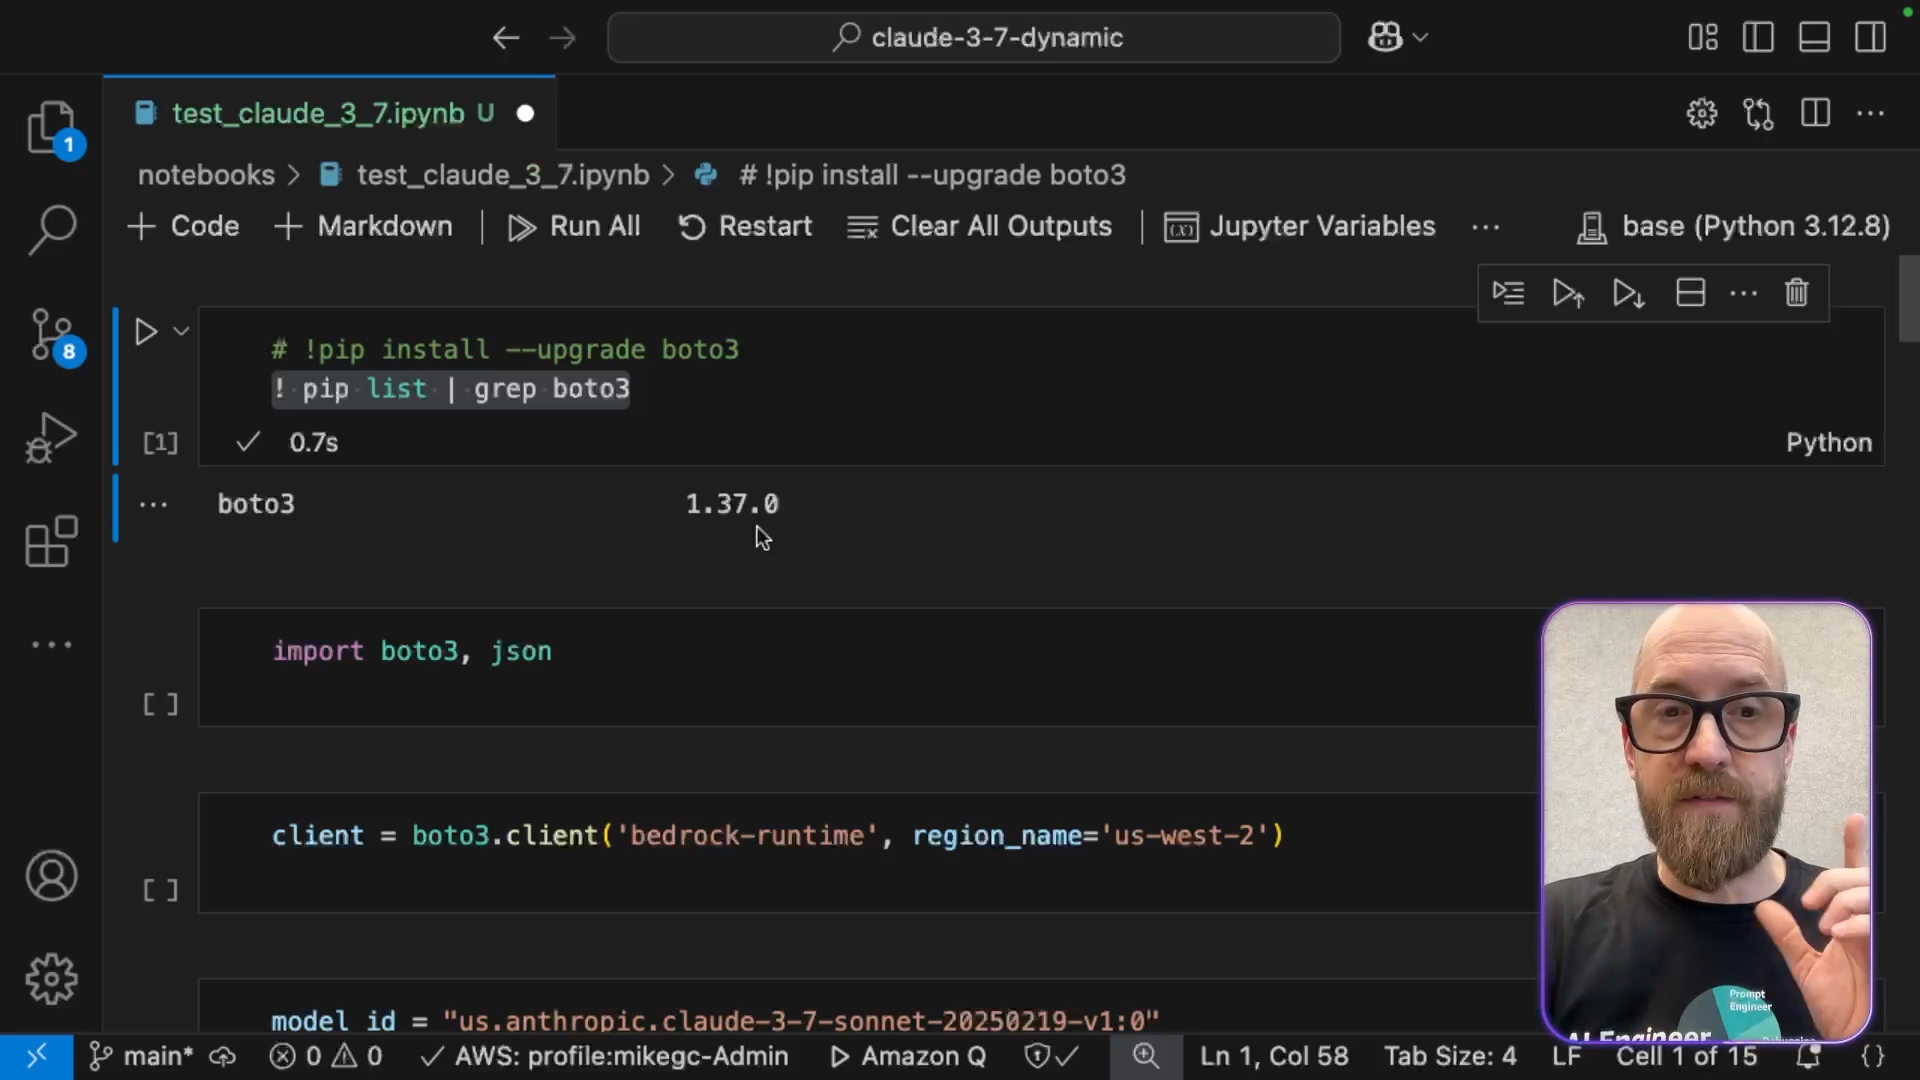 claude-3-7-dynamic
test_claude_3_7.ipynb U
1
notebooks > test_claude_3_7.ipynb > # !pip install --upgrade boto3
+ Code + Markdown | Run All Restart Clear All Outputs | Jupyter Variables ··· base (Python 3.12.8)
# !pip install --upgrade boto3
! pip list | grep boto3
8
[1] 0.7s Python
boto3 1.37.0
import boto3, json
[ ]
client = boto3.client('bedrock-runtime', region_name='us-west-2')
[ ]
Prompt
Engineer
model_id = "us.anthropic.claude-3-7-sonnet-20250219-v1:0"
AI Engineer
main* 0 0 AWS: profile:mikegc-Admin Amazon Q Ln 1, Col 58 Tab Size: 4 LF Cell 1 of 15 {}